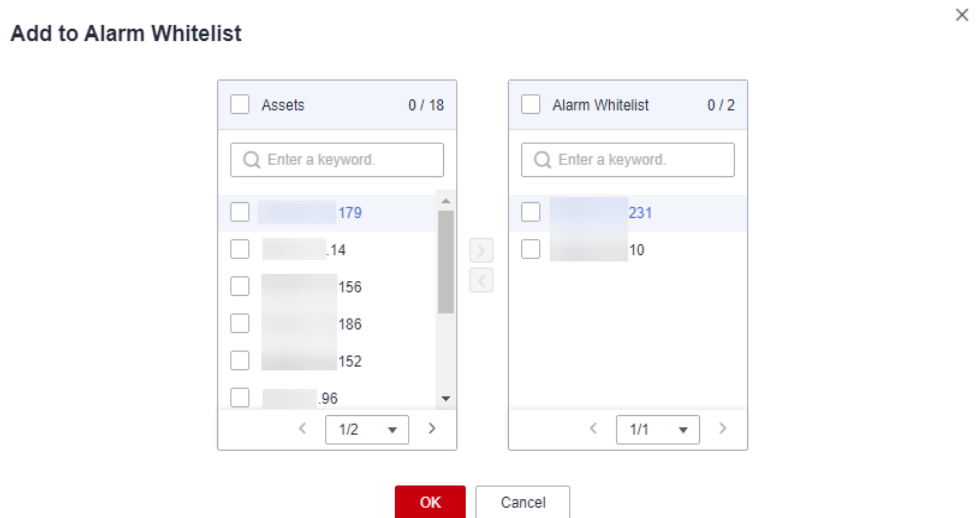 Add to Alarm Whitelist
Assets 0 / 18
Enter a keyword.
.179
.14
156
186
152
.96
1/2
Alarm Whitelist 0 / 2
Enter a keyword.
231
10
1/1
OK
Cancel